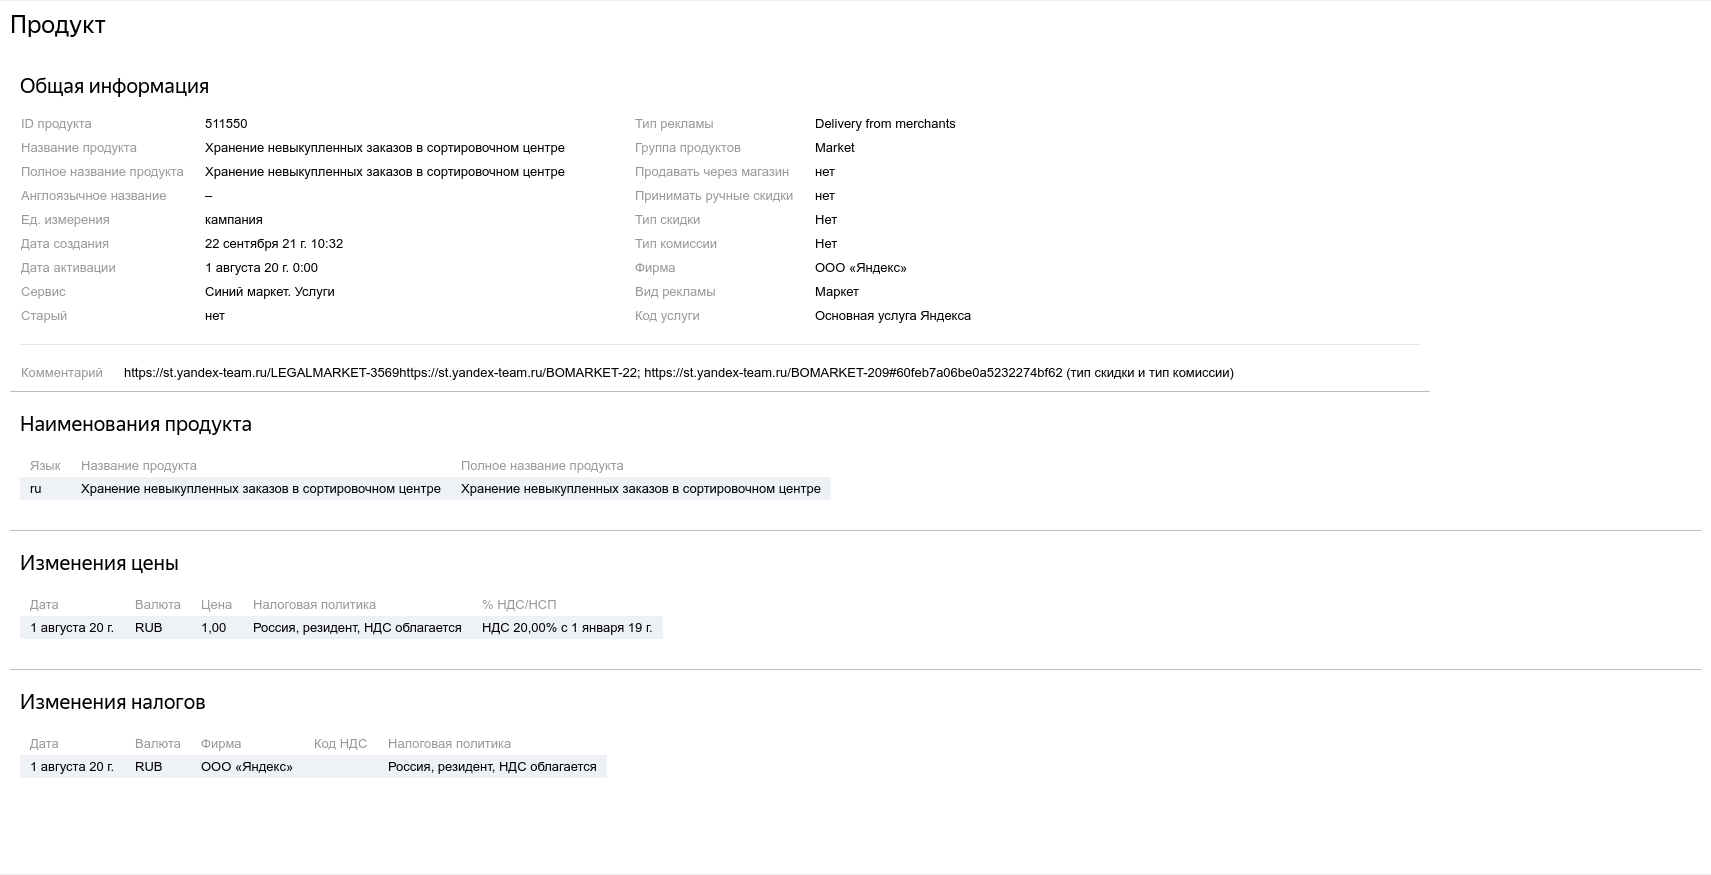 Продукт
Общая информация
ID продукта 511550 Тип рекламы Delivery from merchants
Название продукта Хранение невыкупленных заказов в сортировочном центре Группа продуктов Market
Полное название продукта Хранение невыкупленных заказов в сортировочном центре Продавать через магазин нет
Англоязычное название – Принимать ручные скидки нет
Ед. измерения кампания Тип скидки Нет
Дата создания 22 сентября 21 г. 10:32 Тип комиссии Нет
Дата активации 1 августа 20 г. 0:00 Фирма ООО «Яндекс»
Сервис Синий маркет. Услуги Вид рекламы Маркет
Старый нет Код услуги Основная услуга Яндекса
Комментарий https://st.yandex-team.ru/LEGALMARKET-3569https://st.yandex-team.ru/BOMARKET-22; https://st.yandex-team.ru/BOMARKET-209#60feb7a06be0a5232274bf62 (тип скидки и тип комиссии)
Наименования продукта
Язык Название продукта Полное название продукта
ru Хранение невыкупленных заказов в сортировочном центре Хранение невыкупленных заказов в сортировочном центре
Изменения цены
Дата Валюта Цена Налоговая политика % НДС/НСП
1 августа 20 г. RUB 1,00 Россия, резидент, НДС облагается НДС 20,00% с 1 января 19 г.
Изменения налогов
Дата Валюта Фирма Код НДС Налоговая политика
1 августа 20 г. RUB ООО «Яндекс» Россия, резидент, НДС облагается